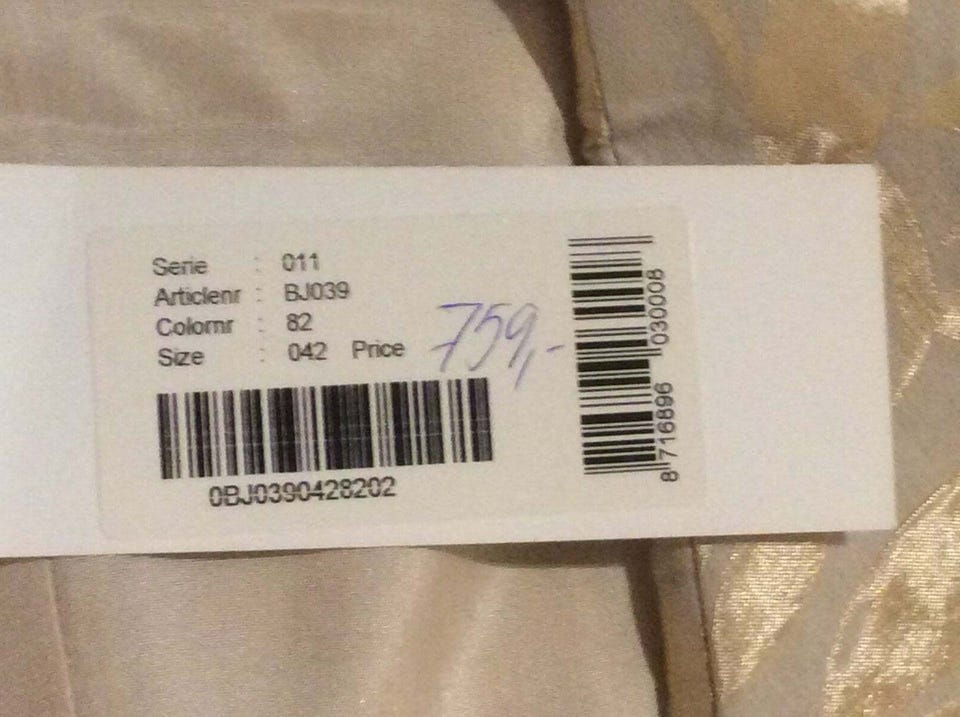 Serie : 011
Articlenr : BJ039
Colornr : 82
Size : 042 Price 759,-
0BJ0390428202
8 716896 030008